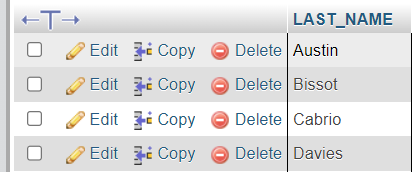 LAST_NAME
Edit Copy Delete Austin
Edit Copy Delete Bissot
Edit Copy Delete Cabrio
Edit Copy Delete Davies